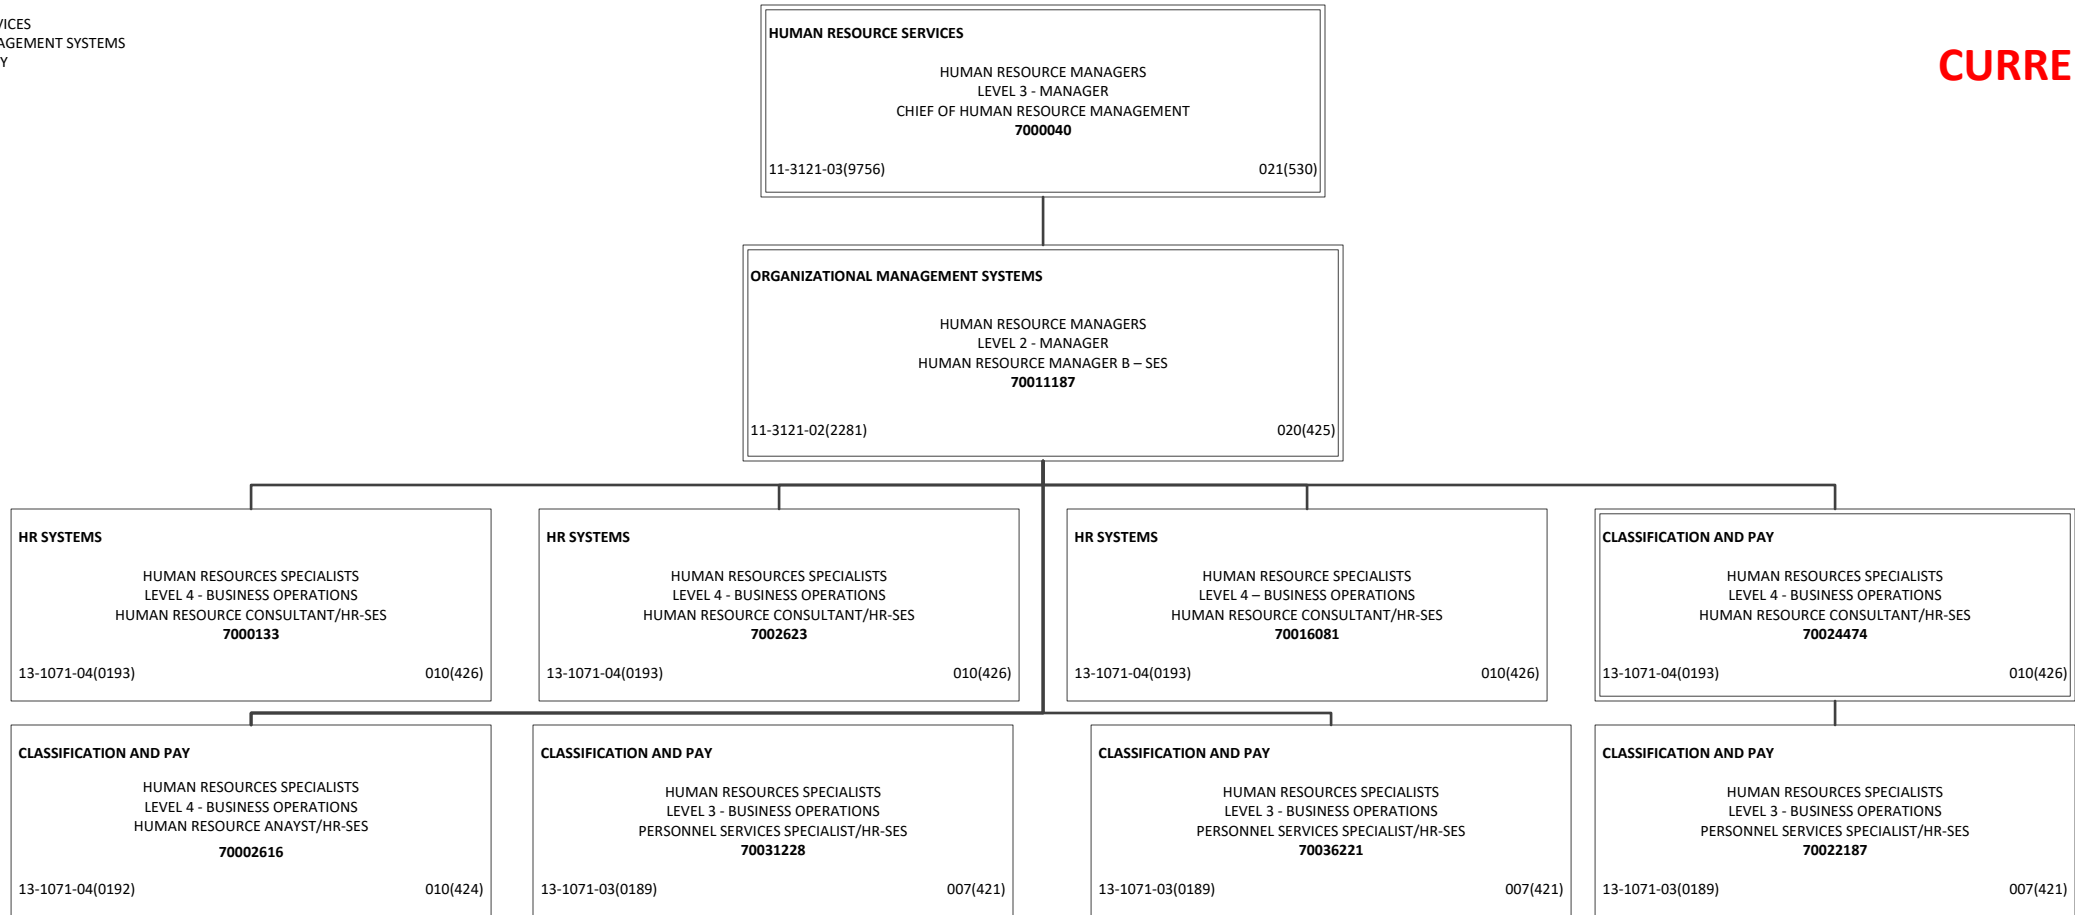 VICES
AGEMENT SYSTEMS
Y
CURRE
HUMAN RESOURCE SERVICES
HUMAN RESOURCE MANAGERS
LEVEL 3 - MANAGER
CHIEF OF HUMAN RESOURCE MANAGEMENT
7000040
11-3121-03(9756) 021(530)
ORGANIZATIONAL MANAGEMENT SYSTEMS
HUMAN RESOURCE MANAGERS
LEVEL 2 - MANAGER
HUMAN RESOURCE MANAGER B – SES
70011187
11-3121-02(2281) 020(425)
HR SYSTEMS
HUMAN RESOURCES SPECIALISTS
LEVEL 4 - BUSINESS OPERATIONS
HUMAN RESOURCE CONSULTANT/HR-SES
7000133
13-1071-04(0193) 010(426)
HR SYSTEMS
HUMAN RESOURCES SPECIALISTS
LEVEL 4 - BUSINESS OPERATIONS
HUMAN RESOURCE CONSULTANT/HR-SES
7002623
13-1071-04(0193) 010(426)
HR SYSTEMS
HUMAN RESOURCE SPECIALISTS
LEVEL 4 – BUSINESS OPERATIONS
HUMAN RESOURCE CONSULTANT/HR-SES
70016081
13-1071-04(0193) 010(426)
CLASSIFICATION AND PAY
HUMAN RESOURCES SPECIALISTS
LEVEL 4 - BUSINESS OPERATIONS
HUMAN RESOURCE CONSULTANT/HR-SES
70024474
13-1071-04(0193) 010(426)
CLASSIFICATION AND PAY
HUMAN RESOURCES SPECIALISTS
LEVEL 4 - BUSINESS OPERATIONS
HUMAN RESOURCE ANAYST/HR-SES
70002616
13-1071-04(0192) 010(424)
CLASSIFICATION AND PAY
HUMAN RESOURCES SPECIALISTS
LEVEL 3 - BUSINESS OPERATIONS
PERSONNEL SERVICES SPECIALIST/HR-SES
70031228
13-1071-03(0189) 007(421)
CLASSIFICATION AND PAY
HUMAN RESOURCES SPECIALISTS
LEVEL 3 - BUSINESS OPERATIONS
PERSONNEL SERVICES SPECIALIST/HR-SES
70036221
13-1071-03(0189) 007(421)
CLASSIFICATION AND PAY
HUMAN RESOURCES SPECIALISTS
LEVEL 3 - BUSINESS OPERATIONS
PERSONNEL SERVICES SPECIALIST/HR-SES
70022187
13-1071-03(0189) 007(421)